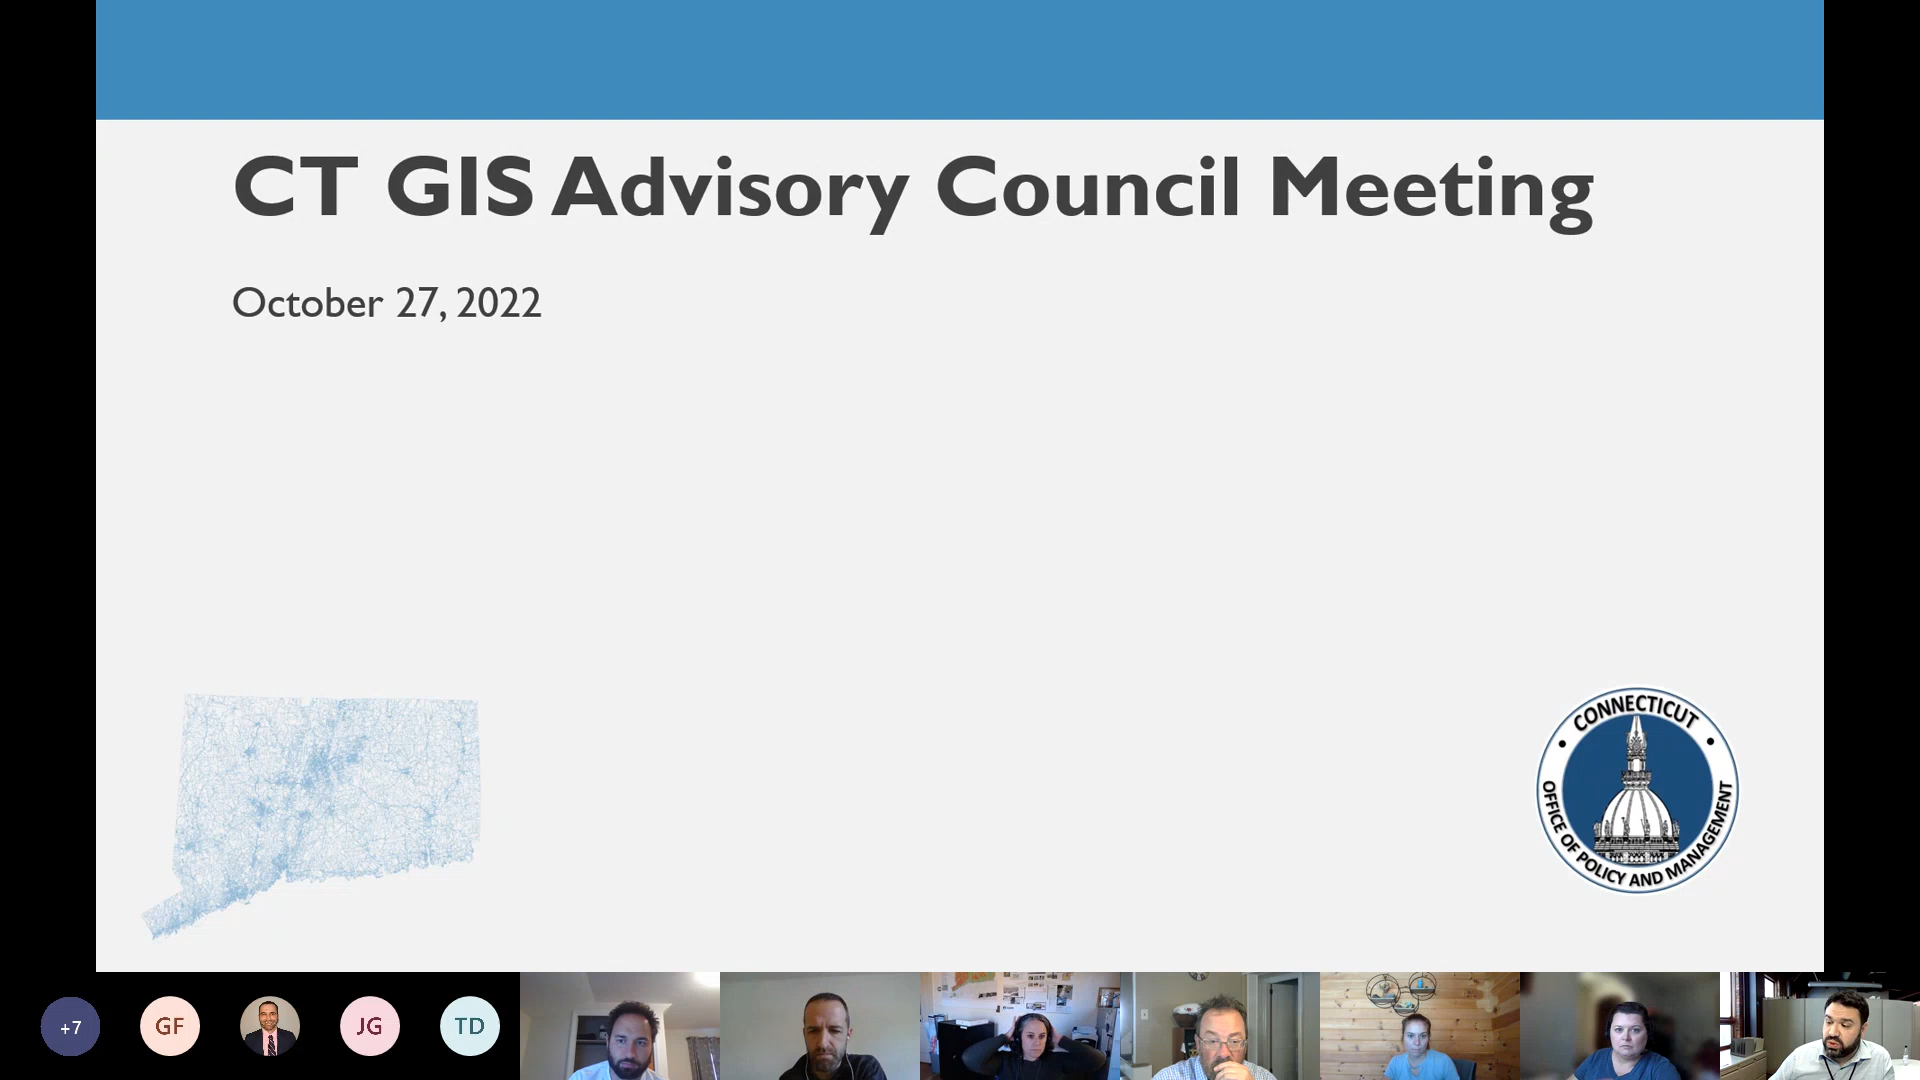 CT GIS Advisory Council Meeting
October 27, 2022
CONNECTICUT
OFFICE OF POLICY AND MANAGEMENT
+7
GF
JG
TD